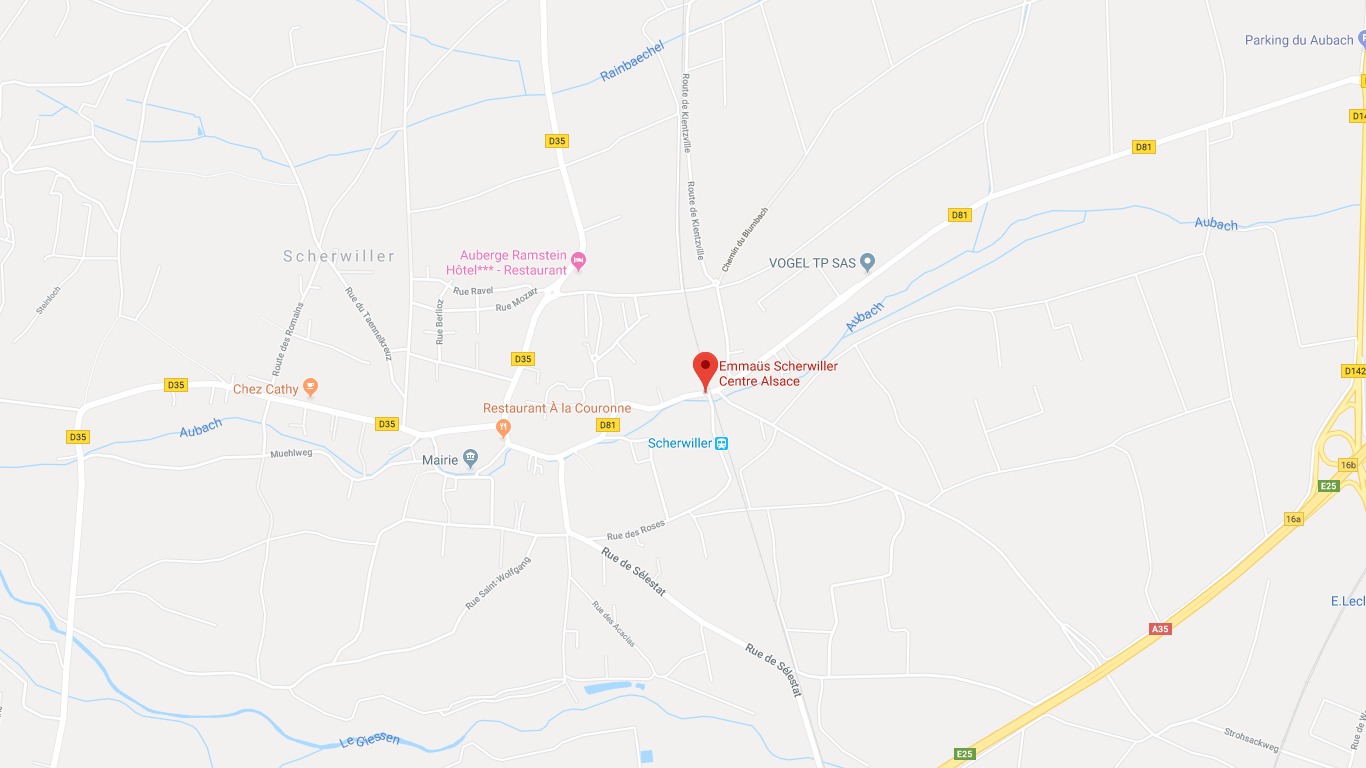 Parking du Aubach
Rainbaechel
Route de Kientzville
D35
D14
D81
Route de Kientzville
Chemin du Blumbach
D81
Aubach
Scherwiller
Auberge Ramstein
Hôtel*** - Restaurant
VOGEL TP SAS
Steinloch
Rue Ravel
Rue Mozart
Rue Berlioz
Route des Romains
Rue du Taennelkreuz
Aubach
D35
Emmaüs Scherwiller
Centre Alsace
D142
D35
Chez Cathy
Restaurant À la Couronne
D35
D81
Aubach
D35
Scherwiller
Mairie
Muehlweg
16b
E25
16a
Rue des Roses
Rue de Sélestat
Rue Saint-Wolfgang
Rue des Acacias
E.Lecl
A35
Rue de Sélestat
Le Giessen
Strohsackweg
Rue de W
E25